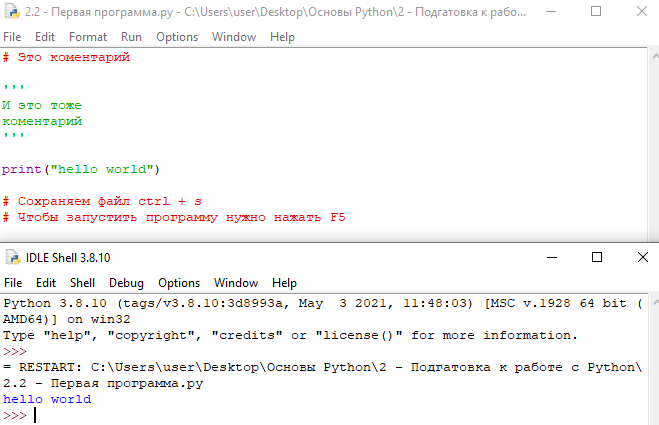 2.2 - Первая программа.py - C:\Users\user\Desktop\Основы Python\2 - Подгатовка к рабо...
File Edit Format Run Options Window Help
# Это коментарий
'''
И это тоже
коментарий
'''
print("hello world")
# Сохраняем файл ctrl + s
# Чтобы запустить программу нужно нажать F5
IDLE Shell 3.8.10
File Edit Shell Debug Options Window Help
Python 3.8.10 (tags/v3.8.10:3d8993a, May  3 2021, 11:48:03) [MSC v.1928 64 bit (
AMD64)] on win32
Type "help", "copyright", "credits" or "license()" for more information.
>>>
= RESTART: C:\Users\user\Desktop\Основы Python\2 - Подгатовка к работе с Python\
2.2 - Первая программа.py
hello world
>>>